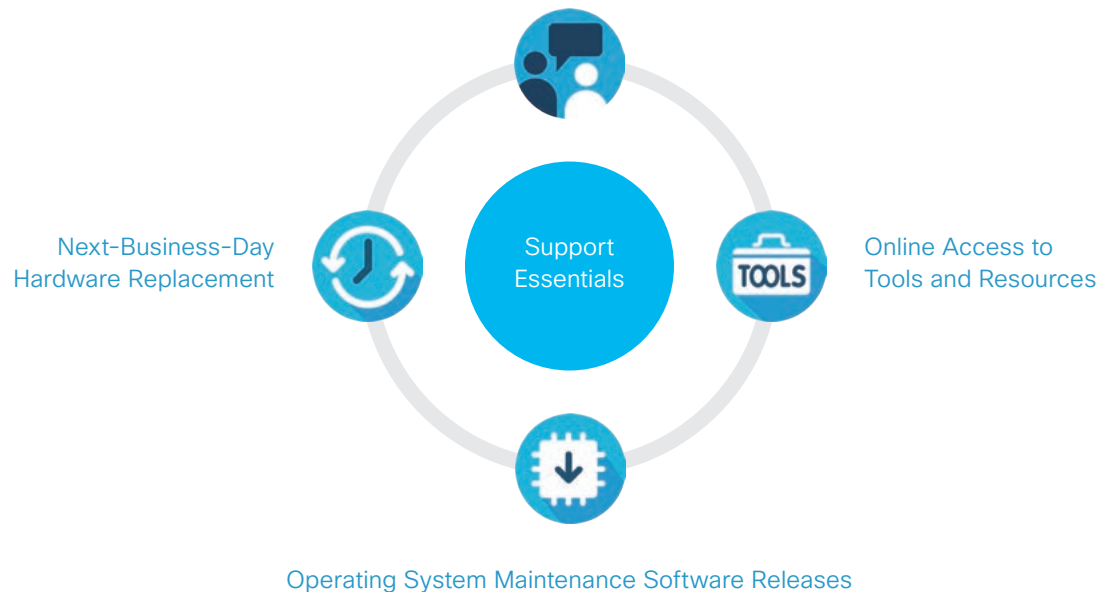 Next-Business-Day
Hardware Replacement
Support
Essentials
TOOLS
Online Access to
Tools and Resources
Operating System Maintenance Software Releases